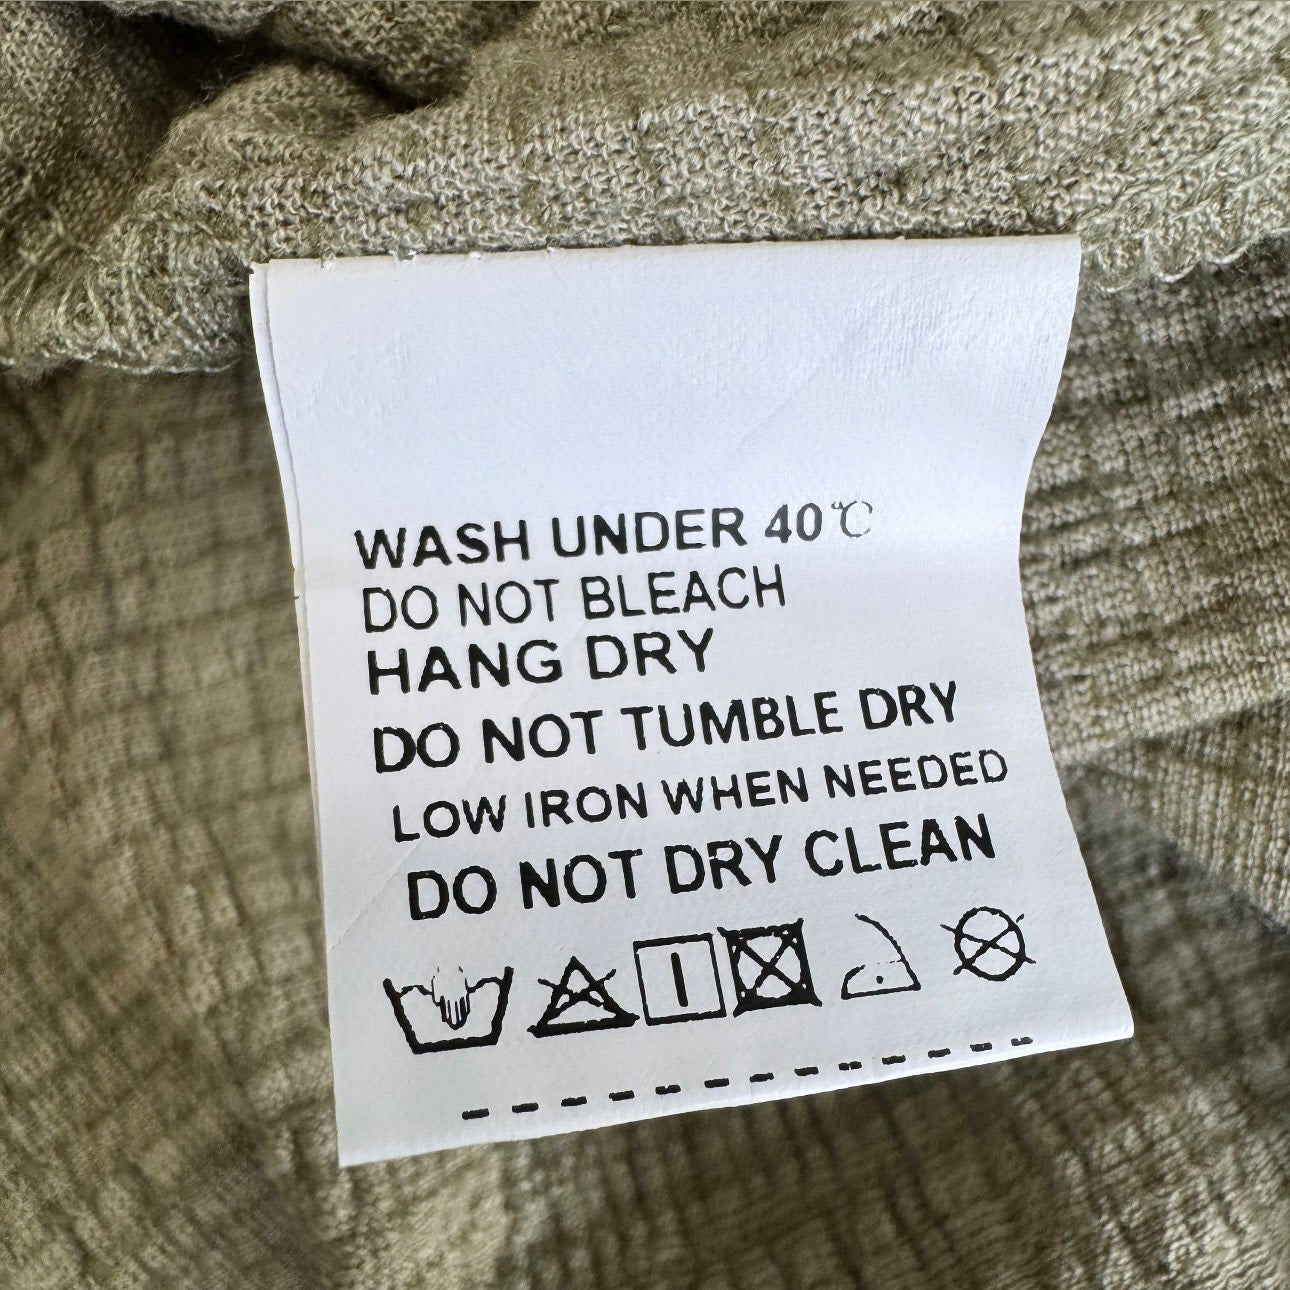 WASH UNDER 40℃
DO NOT BLEACH
HANG DRY
DO NOT TUMBLE DRY
LOW IRON WHEN NEEDED
DO NOT DRY CLEAN